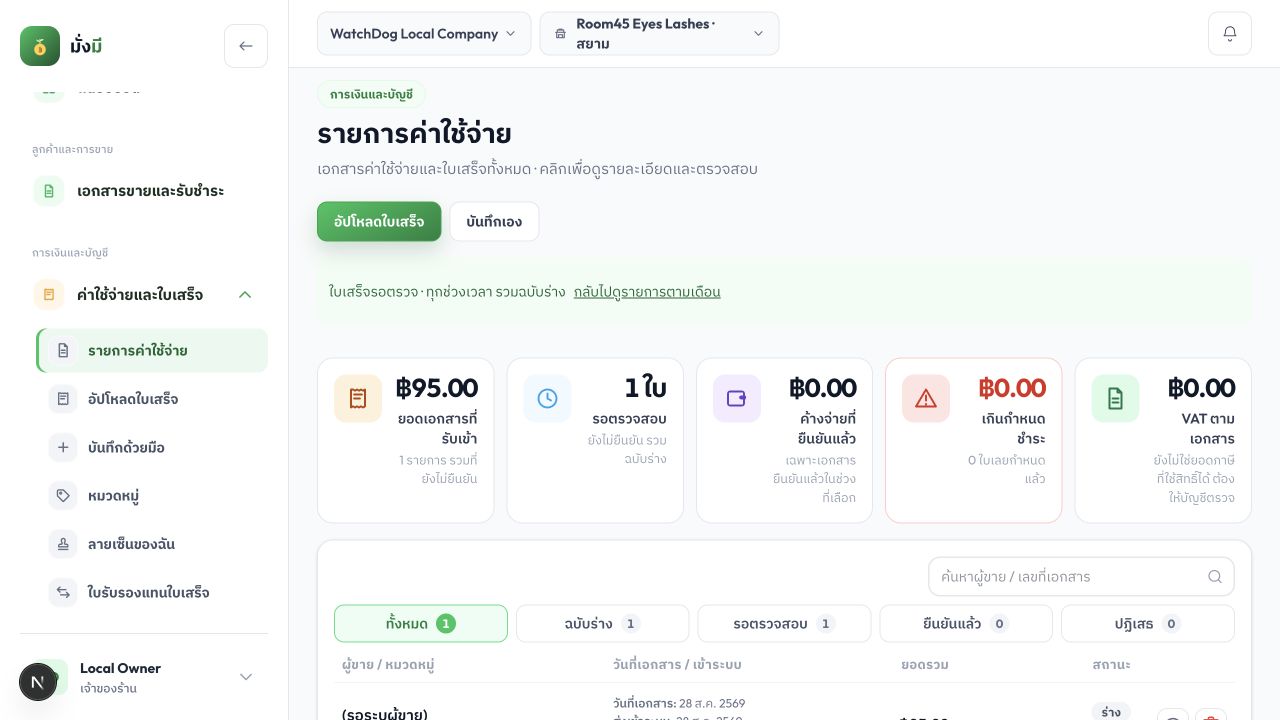 มั่งมี
WatchDog Local Company
Room45 Eyes Lashes ·
สยาม
ลูกค้าและการขาย
เอกสารขายและรับชำระ
การเงินและบัญชี
ค่าใช้จ่ายและใบเสร็จ
รายการค่าใช้จ่าย
อัปโหลดใบเสร็จ
บันทึกด้วยมือ
หมวดหมู่
ลายเซ็นของฉัน
ใบรับรองแทนใบเสร็จ
N
Local Owner
เจ้าของร้าน
การเงินและบัญชี
รายการค่าใช้จ่าย
เอกสารค่าใช้จ่ายและใบเสร็จทั้งหมด · คลิกเพื่อดูรายละเอียดและตรวจสอบ
อัปโหลดใบเสร็จ
บันทึกเอง
ใบเสร็จรอตรวจ · ทุกช่วงเวลา รวมฉบับร่าง กลับไปดูรายการตามเดือน
฿95.00
ยอดเอกสารที่
รับเข้า
1 รายการ รวมที่
ยังไม่ยืนยัน
1 ใบ
รอตรวจสอบ
ยังไม่ยืนยัน รวม
ฉบับร่าง
฿0.00
ค้างจ่ายที่
ยืนยันแล้ว
เฉพาะเอกสาร
ยืนยันแล้วในช่วง
ที่เลือก
฿0.00
เกินกำหนด
ชำระ
0 ใบเลยกำหนด
แล้ว
฿0.00
VAT ตาม
เอกสาร
ยังไม่ใช่ยอดภาษี
ที่ใช้สิทธิ์ได้ ต้อง
ให้บัญชีตรวจ
ค้นหาผู้ขาย / เลขที่เอกสาร
ทั้งหมด 1
ฉบับร่าง 1
รอตรวจสอบ 1
ยืนยันแล้ว 0
ปฏิเสธ 0
ผู้ขาย / หมวดหมู่
วันที่เอกสาร / เข้าระบบ
ยอดรวม
สถานะ
(รอระบุผู้ขาย)
วันที่เอกสาร: 28 ส.ค. 2569
ร่าง